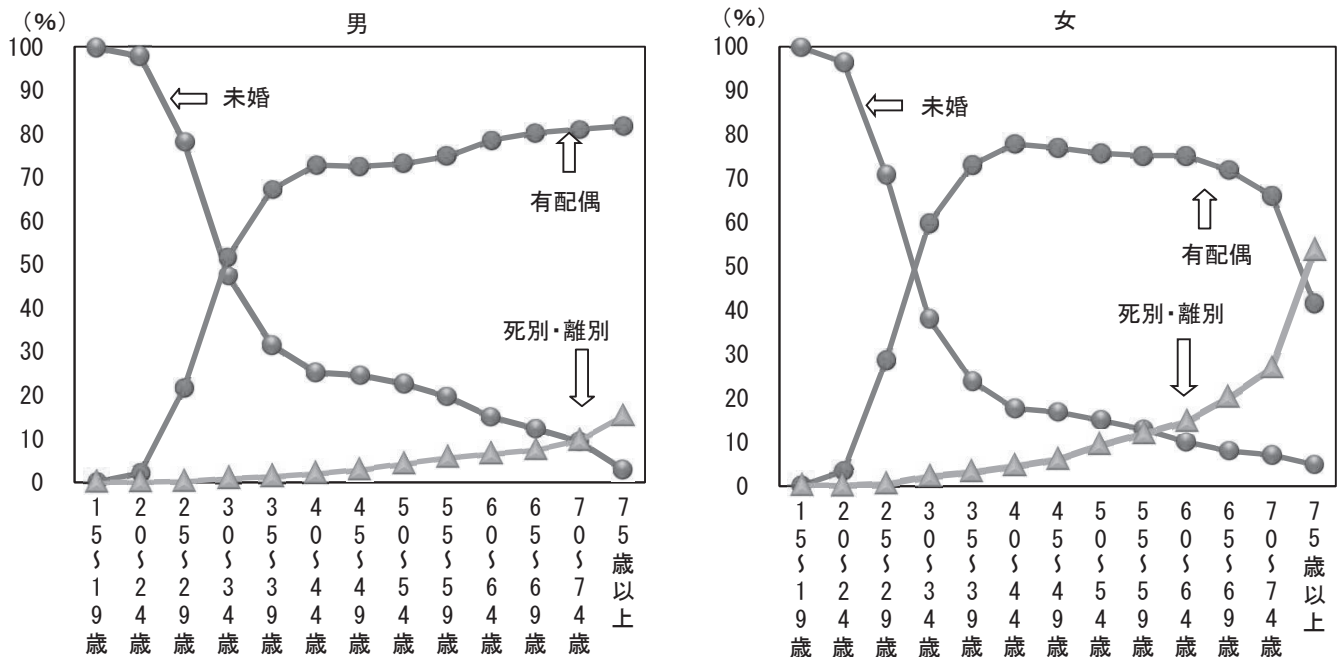 (%)
男
100
90
80
70
60
50
40
30
20
10
0
未婚
有配偶
死別・離別
15~19歳
20~24歳
25~29歳
30~34歳
35~39歳
40~44歳
45~49歳
50~54歳
55~59歳
60~64歳
65~69歳
70~74歳
75歳以上
(%)
女
100
90
80
70
60
50
40
30
20
10
0
未婚
有配偶
死別・離別
15~19歳
20~24歳
25~29歳
30~34歳
35~39歳
40~44歳
45~49歳
50~54歳
55~59歳
60~64歳
65~69歳
70~74歳
75歳以上